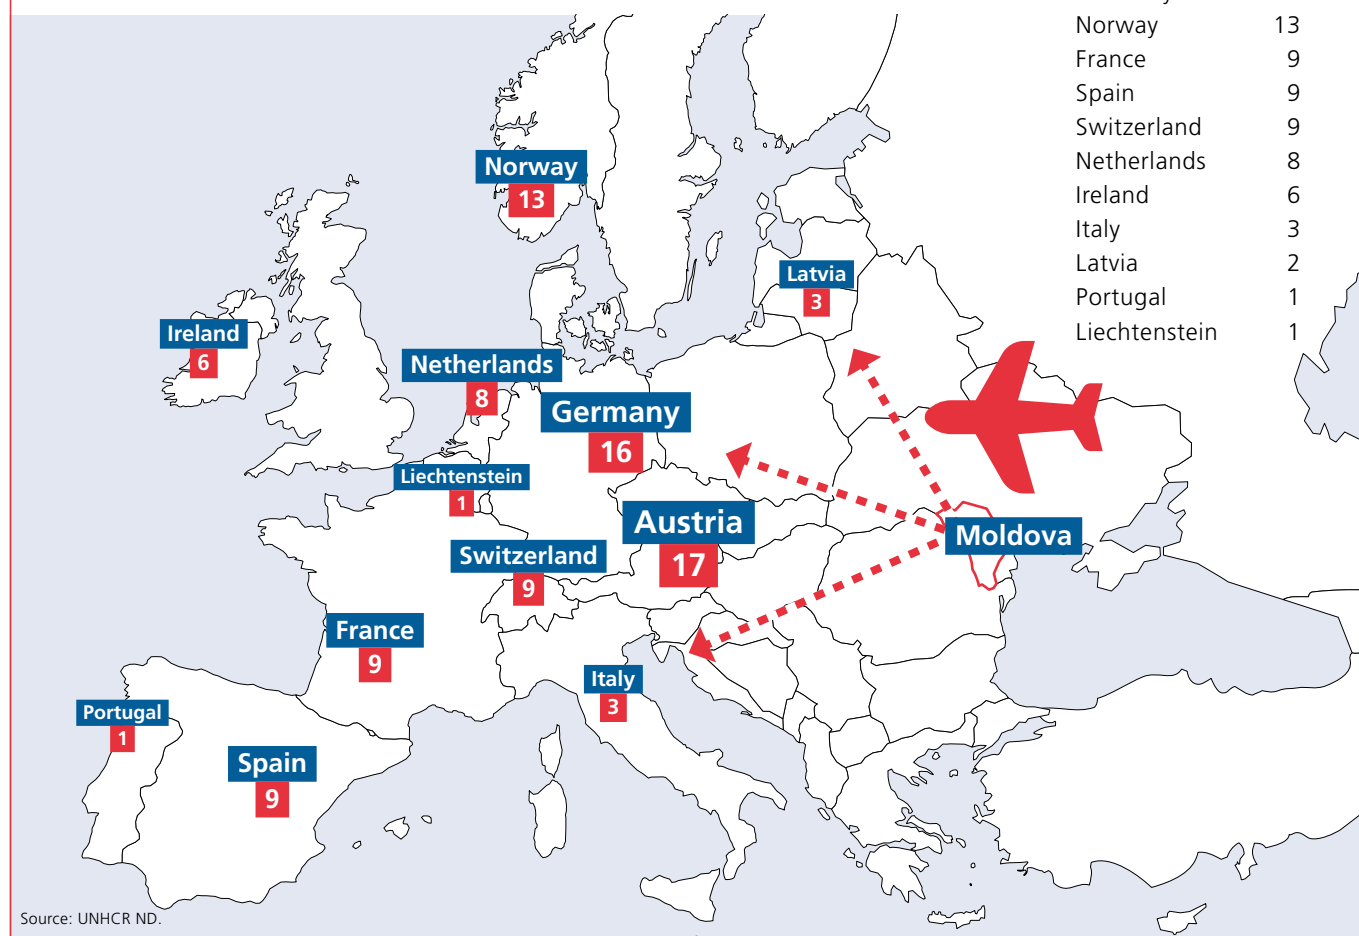 Norway 13
France 9
Spain 9
Switzerland 9
Netherlands 8
Ireland 6
Italy 3
Latvia 2
Portugal 1
Liechtenstein 1
Norway
13
Latvia
3
Ireland
6
Netherlands
8
Germany
16
Liechtenstein
1
Austria
17
Moldova
Switzerland
9
France
9
Italy
3
Portugal
1
Spain
9
Source: UNHCR ND.